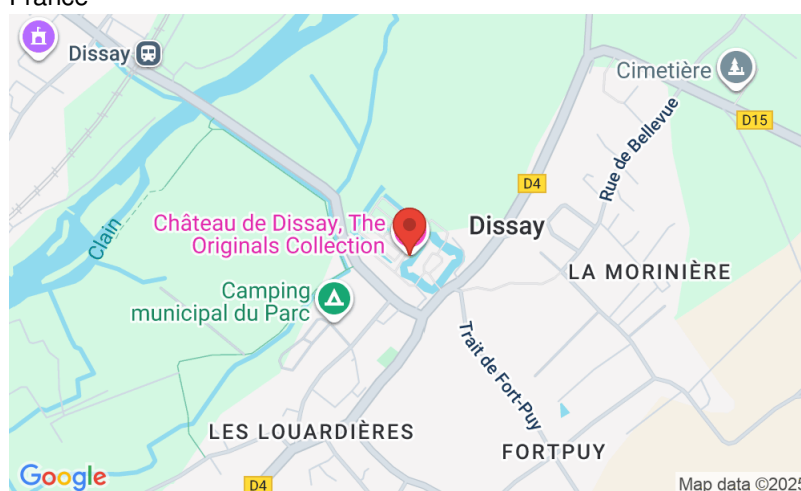 France
Dissay
Cimetière
D15
Rue de Bellevue
D4
Château de Dissay, The
Originals Collection
Dissay
Clain
LA MORINIÈRE
Camping
municipal du Parc
Trait de Fort-Puy
LES LOUARDIÈRES
FORTPUY
Google
D4
Map data ©2025